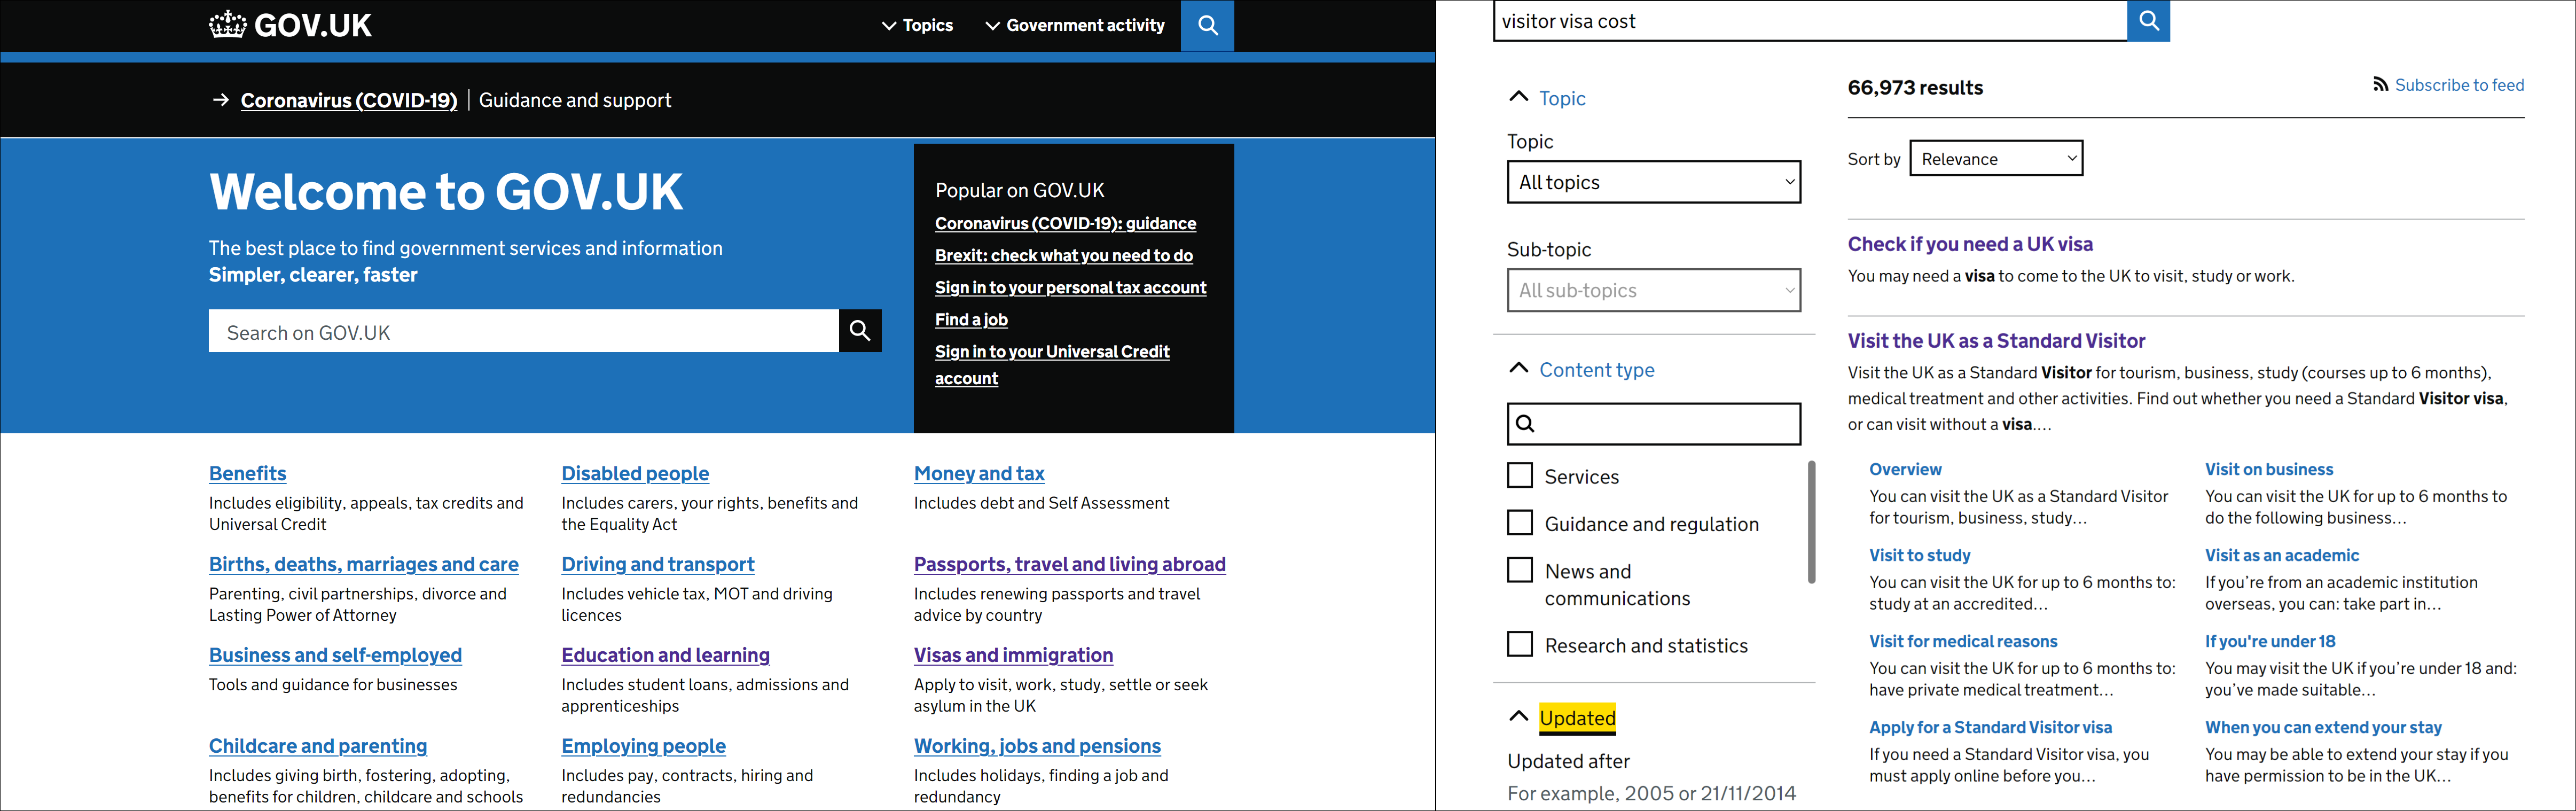 GOV.UK
Topics
Government activity
Coronavirus (COVID-19) | Guidance and support
Welcome to GOV.UK
The best place to find government services and information
Simpler, clearer, faster
Search on GOV.UK
Popular on GOV.UK
Coronavirus (COVID-19): guidance
Brexit: check what you need to do
Sign in to your personal tax account
Find a job
Sign in to your Universal Credit
account
Benefits
Includes eligibility, appeals, tax credits and
Universal Credit
Disabled people
Includes carers, your rights, benefits and
the Equality Act
Money and tax
Includes debt and Self Assessment
Births, deaths, marriages and care
Parenting, civil partnerships, divorce and
Lasting Power of Attorney
Driving and transport
Includes vehicle tax, MOT and driving
licences
Passports, travel and living abroad
Includes renewing passports and travel
advice by country
Business and self-employed
Tools and guidance for businesses
Education and learning
Includes student loans, admissions and
apprenticeships
Visas and immigration
Apply to visit, work, study, settle or seek
asylum in the UK
Childcare and parenting
Includes giving birth, fostering, adopting,
benefits for children, childcare and schools
Employing people
Includes pay, contracts, hiring and
redundancies
Working, jobs and pensions
Includes holidays, finding a job and
redundancy
visitor visa cost
Topic
Topic
All topics
Sub-topic
All sub-topics
Content type
Services
Guidance and regulation
News and
communications
Research and statistics
Updated
Updated after
For example, 2005 or 21/11/2014
66,973 results
Subscribe to feed
Sort by
Relevance
Check if you need a UK visa
You may need a visa to come to the UK to visit, study or work.
Visit the UK as a Standard Visitor
Visit the UK as a Standard Visitor for tourism, business, study (courses up to 6 months),
medical treatment and other activities. Find out whether you need a Standard Visitor visa,
or can visit without a visa....
Overview
You can visit the UK as a Standard Visitor
for tourism, business, study...
Visit on business
You can visit the UK for up to 6 months to
do the following business...
Visit to study
You can visit the UK for up to 6 months to:
study at an accredited...
Visit as an academic
If you’re from an academic institution
overseas, you can: take part in...
Visit for medical reasons
You can visit the UK for up to 6 months to:
have private medical treatment...
If you're under 18
You may visit the UK if you’re under 18 and:
you’ve made suitable...
Apply for a Standard Visitor visa
If you need a Standard Visitor visa, you
must apply online before you...
When you can extend your stay
You may be able to extend your stay if you
have permission to be in the UK...